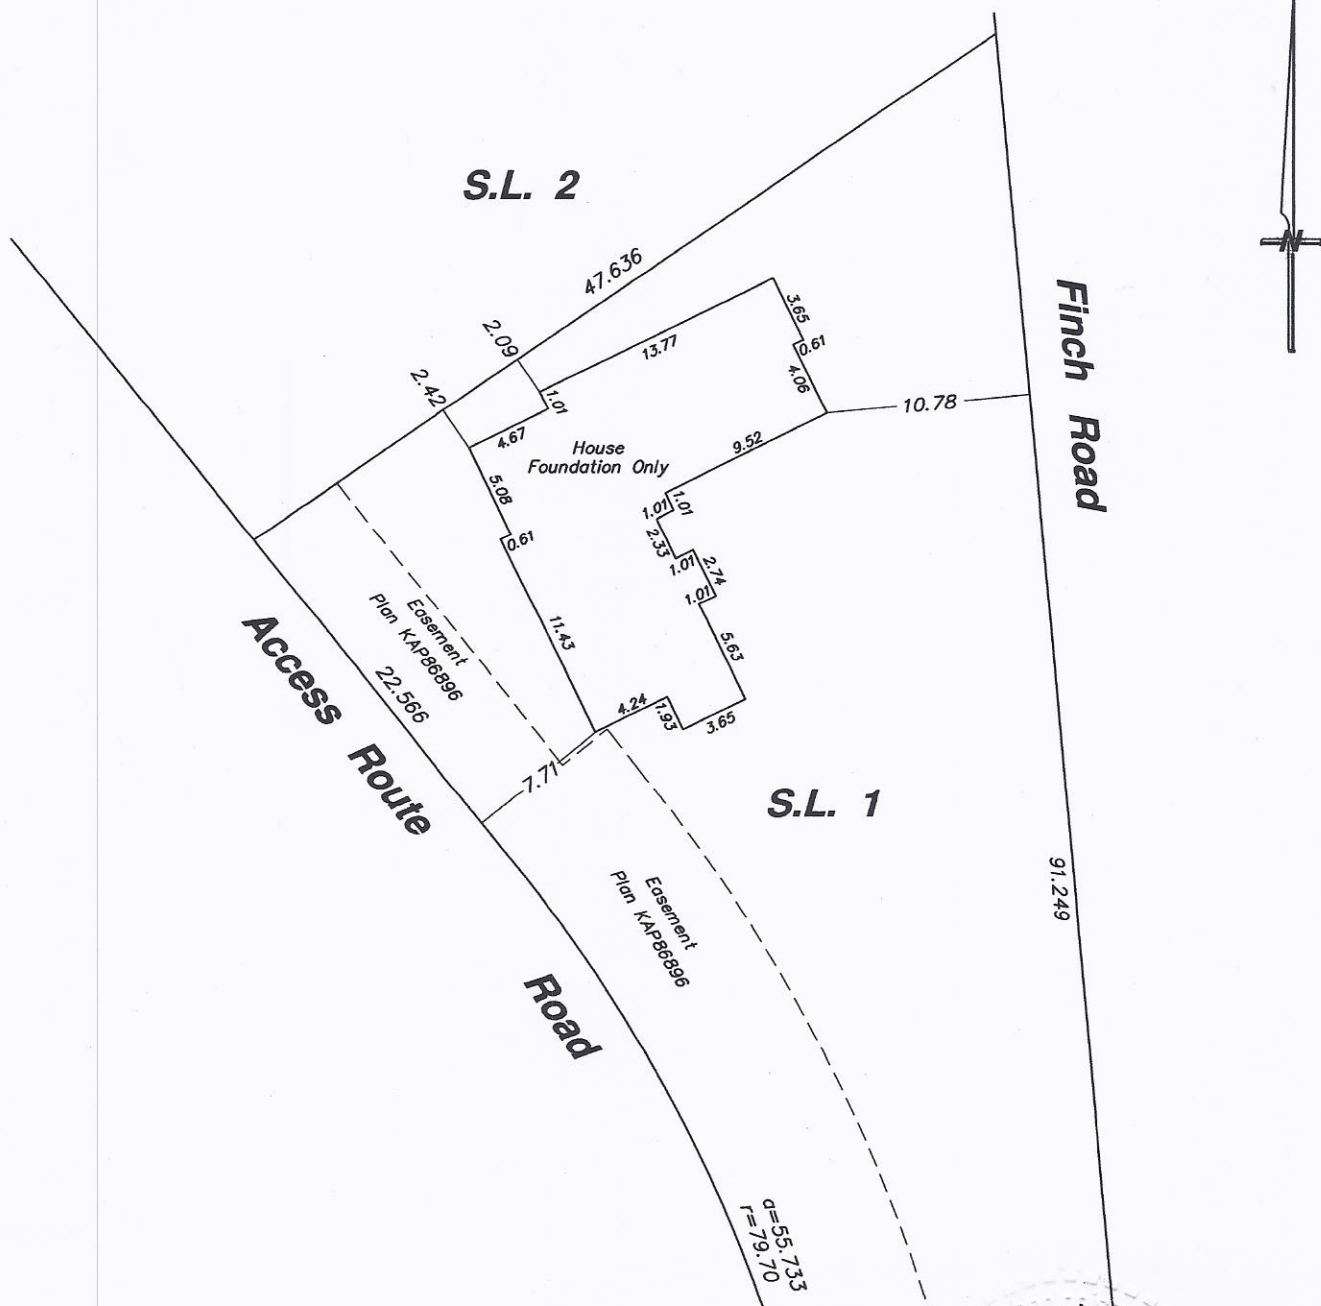 S.L. 2
N
47.636
2.09
2.42
3.65
0.61
4.06
13.77
1.01
4.67
10.78
9.52
House
Foundation Only
5.08
0.61
1.01
1.01
2.33
1.01
2.74
1.01
5.63
11.43
4.24
1.93
3.65
7.71
Finch Road
Easement
Plan KAP86896
22.566
Access Route
Road
S.L. 1
91.249
Easement
Plan KAP86896
a=55.733
r=79.70